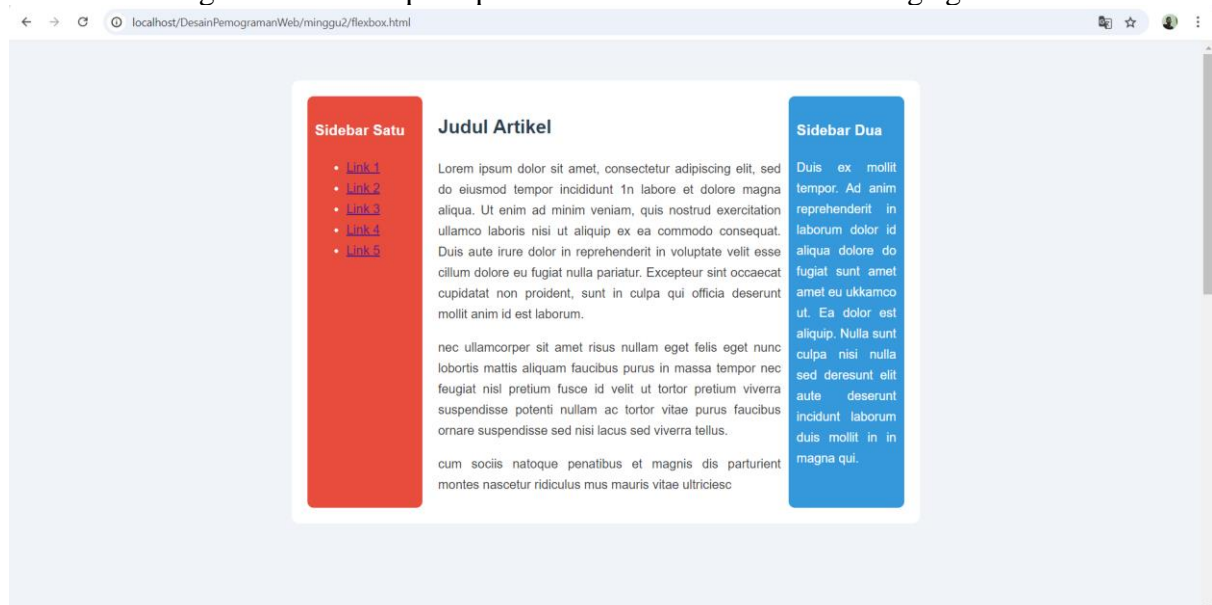 localhost/DesainPemogramanWeb/minggu2/flexbox.html
Sidebar Satu
• Link 1
• Link 2
• Link 3
• Link 4
• Link 5
Judul Artikel
Lorem ipsum dolor sit amet, consectetur adipiscing elit, sed
do eiusmod tempor incididunt 1n labore et dolore magna
aliqua. Ut enim ad minim veniam, quis nostrud exercitation
ullamco laboris nisi ut aliquip ex ea commodo consequat.
Duis aute irure dolor in reprehenderit in voluptate velit esse
cillum dolore eu fugiat nulla pariatur. Excepteur sint occaecat
cupidatat non proident, sunt in culpa qui officia deserunt
mollit anim id est laborum.
nec ullamcorper sit amet risus nullam eget felis eget nunc
lobortis mattis aliquam faucibus purus in massa tempor nec
feugiat nisl pretium fusce id velit ut tortor pretium viverra
suspendisse potenti nullam ac tortor vitae purus faucibus
ornare suspendisse sed nisi lacus sed viverra tellus.
cum sociis natoque penatibus et magnis dis parturient
montes nascetur ridiculus mus mauris vitae ultriciesc
Sidebar Dua
Duis ex mollit
tempor. Ad anim
reprehenderit in
laborum dolor id
aliqua dolore do
fugiat sunt amet
amet eu ukkamco
ut. Ea dolor est
aliquip. Nulla sunt
culpa nisi nulla
sed deresunt elit
aute deserunt
incidunt laborum
duis mollit in in
magna qui.